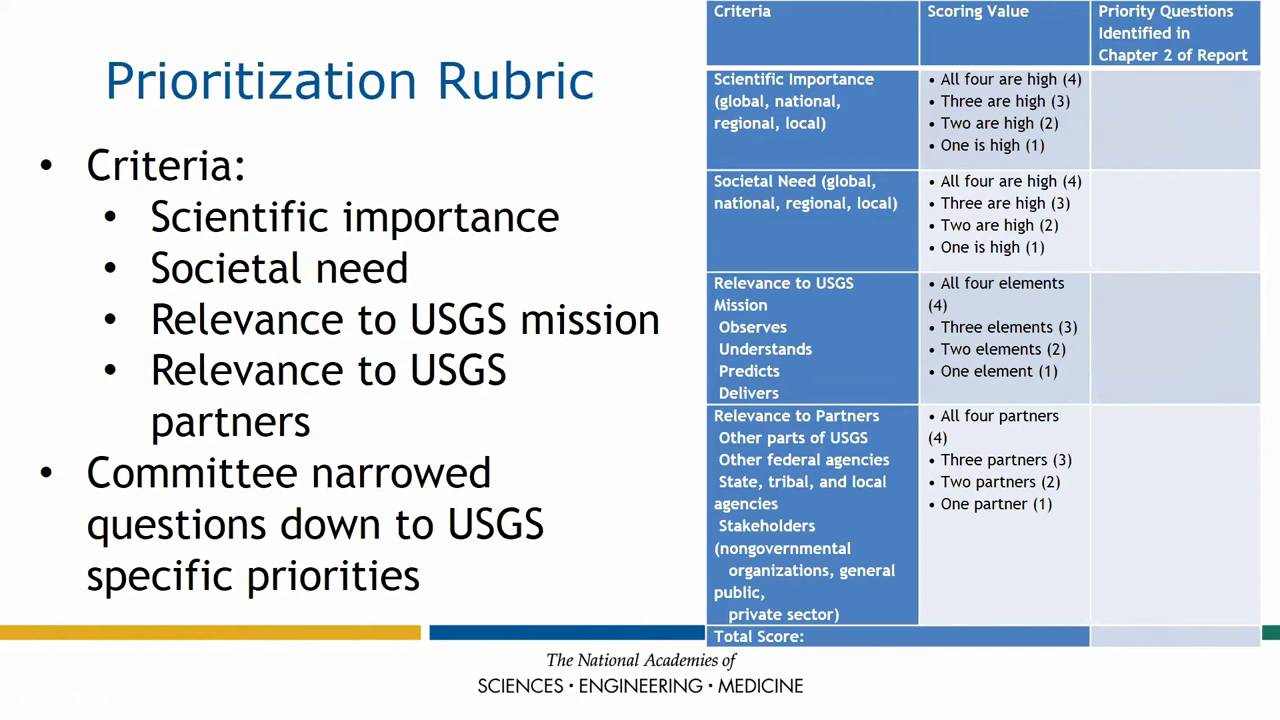 Prioritization Rubric
• Criteria:
• Scientific importance
• Societal need
• Relevance to USGS mission
• Relevance to USGS
partners
• Committee narrowed
questions down to USGS
specific priorities
Criteria
Scoring Value
Priority Questions
Identified in
Chapter 2 of Report
Scientific Importance
(global, national,
regional, local)
• All four are high (4)
• Three are high (3)
• Two are high (2)
• One is high (1)
Societal Need (global,
national, regional, local)
• All four are high (4)
• Three are high (3)
• Two are high (2)
• One is high (1)
Relevance to USGS
Mission
Observes
Understands
Predicts
Delivers
• All four elements
(4)
• Three elements (3)
• Two elements (2)
• One element (1)
Relevance to Partners
Other parts of USGS
Other federal agencies
State, tribal, and local
agencies
Stakeholders
(nongovernmental
organizations, general
public,
private sector)
• All four partners
(4)
• Three partners (3)
• Two partners (2)
• One partner (1)
Total Score:
The National Academies of
SCIENCES • ENGINEERING • MEDICINE